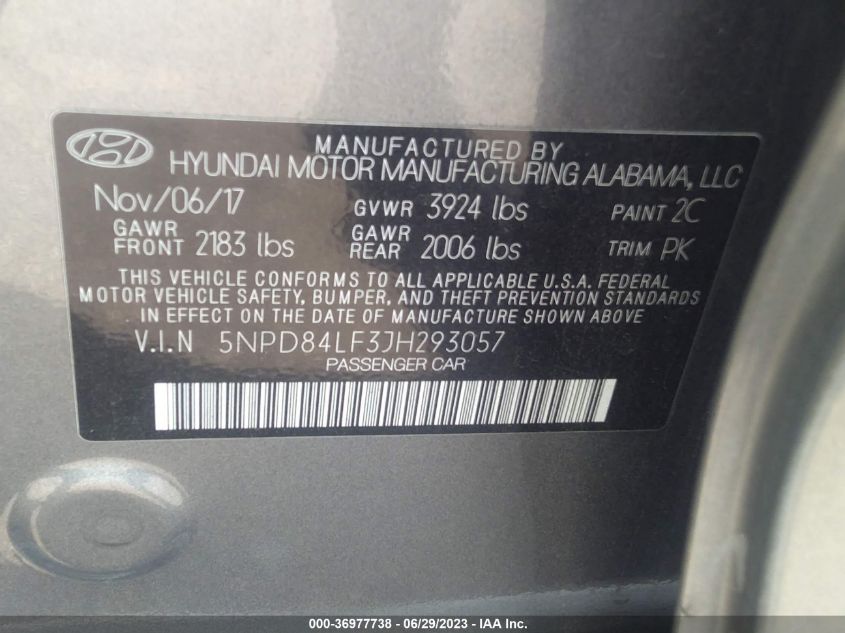 MANUFACTURED BY
HYUNDAI MOTOR MANUFACTURING ALABAMA, LLC
Nov/06/17 GVWR 3924 lbs PAINT 2C
GAWR FRONT 2183 lbs GAWR REAR 2006 lbs TRIM PK
THIS VEHICLE CONFORMS TO ALL APPLICABLE U.S.A. FEDERAL
MOTOR VEHICLE SAFETY, BUMPER, AND THEFT PREVENTION STANDARDS
IN EFFECT ON THE DATE OF MANUFACTURE SHOWN ABOVE
V.I.N 5NPD84LF3JH293057
PASSENGER CAR
000-36977738 - 06/29/2023 - IAA Inc.